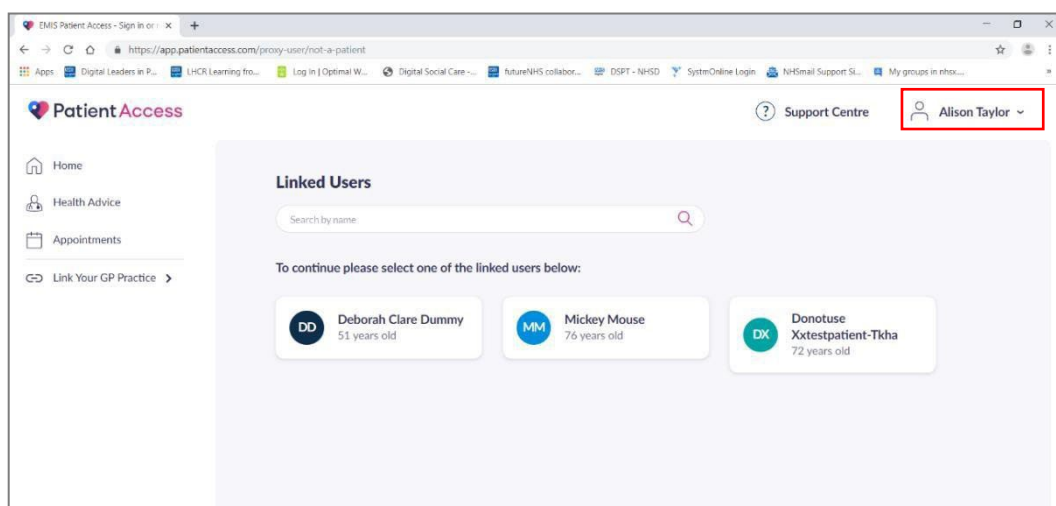 EMIS Patient Access - Sign in or
https://app.patientaccess.com/proxy-user/not-a-patient
Apps Digital Leaders in P... LHCR Learning fro... Log In | Optimal W... Digital Social Care -... futureNHS collabor... DSPT - NHSD SystmOnline Login NHSmail Support Si... My groups in nhsx.... »
Patient Access
? Support Centre
Alison Taylor
Home
Health Advice
Appointments
Link Your GP Practice
Linked Users
Search by name
To continue please select one of the linked users below:
DD
Deborah Clare Dummy
51 years old
MM
Mickey Mouse
76 years old
DX
Donotuse
Xxtestpatient-Tkha
72 years old